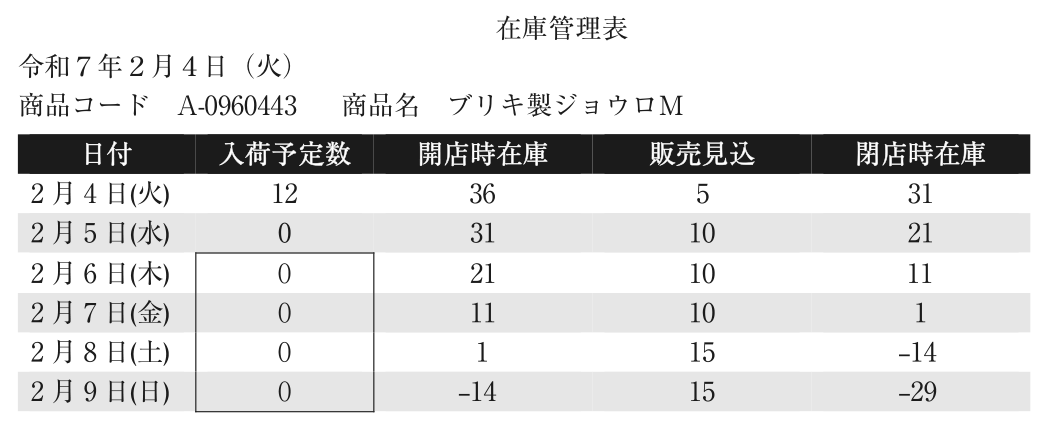 在庫管理表
令和７年２月４日（火）
商品コード　A-0960443　商品名　ブリキ製ジョウロM
日付 入荷予定数 開店時在庫 販売見込 閉店時在庫
２月４日(火) 12 36 5 31
２月５日(水) 0 31 10 21
２月６日(木) 0 21 10 11
２月７日(金) 0 11 10 1
２月８日(土) 0 1 15 −14
２月９日(日) 0 −14 15 −29